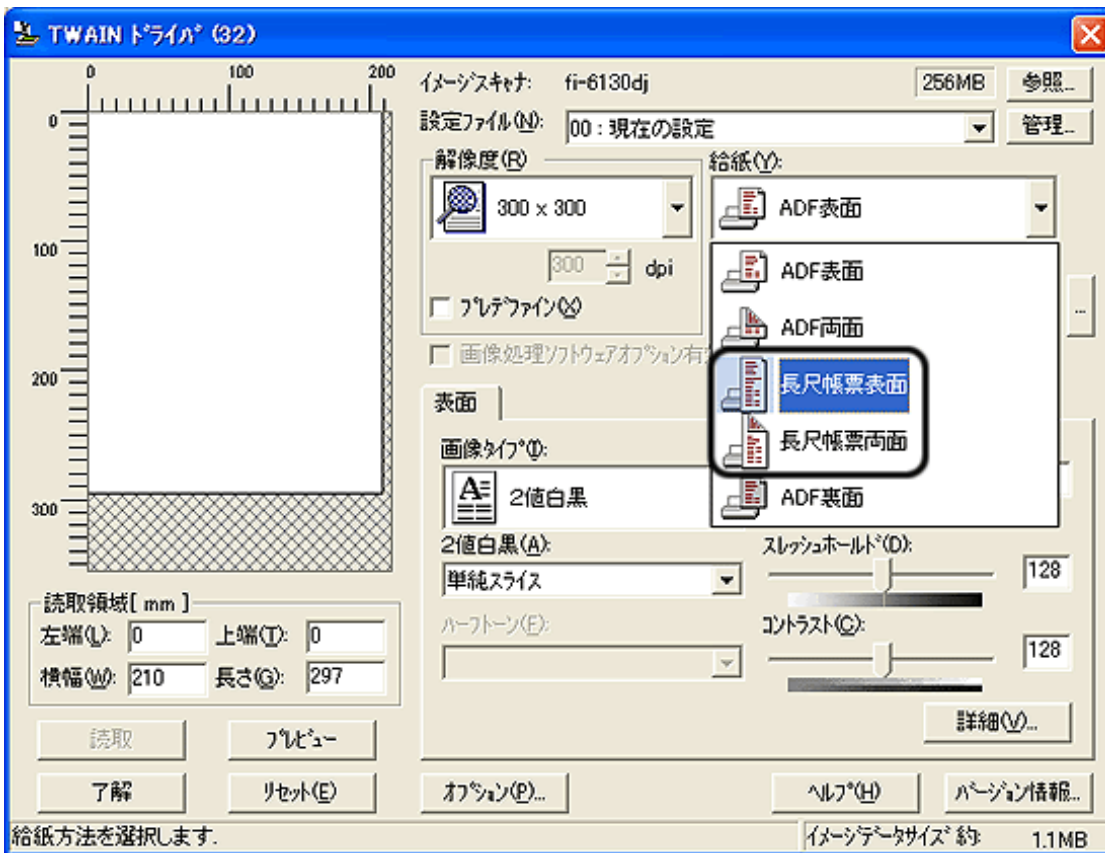 TWAIN ﾄﾞﾗｲﾊﾞ (32)
0 100 200
0
100
200
300
ｲﾒｰｼﾞｽｷｬﾅ: fi-6130dj 256MB 参照...
設定ﾌｧｲﾙ(N): 00 : 現在の設定 管理...
解像度(R)
300 × 300
300 dpi
ﾌﾟﾚﾃﾞﾌｧｲﾝ(X)
給紙(Y):
ADF表面
ADF表面
ADF両面
長尺帳票表面
長尺帳票両面
ADF裏面
...
画像処理ｿﾌﾄｳｪｱｵﾌﾟｼｮﾝ有
表面
画像ﾀｲﾌﾟ(I):
2値白黒
2値白黒(A):
単純ｽﾗｲｽ
ﾊｰﾌﾄｰﾝ(F):
ｽﾚｯｼｭﾎｰﾙﾄﾞ(D):
128
ｺﾝﾄﾗｽﾄ(C):
128
詳細(V)...
読取領域[ mm ]
左端(L): 0 上端(T): 0
横幅(W): 210 長さ(G): 297
読取 ﾌﾟﾚﾋﾞｭｰ
了解 ﾘｾｯﾄ(E) ｵﾌﾟｼｮﾝ(P)... ﾍﾙﾌﾟ(H) ﾊﾞｰｼﾞｮﾝ情報...
給紙方法を選択します. ｲﾒｰｼﾞﾃﾞｰﾀｻｲｽﾞ 約: 1.1MB